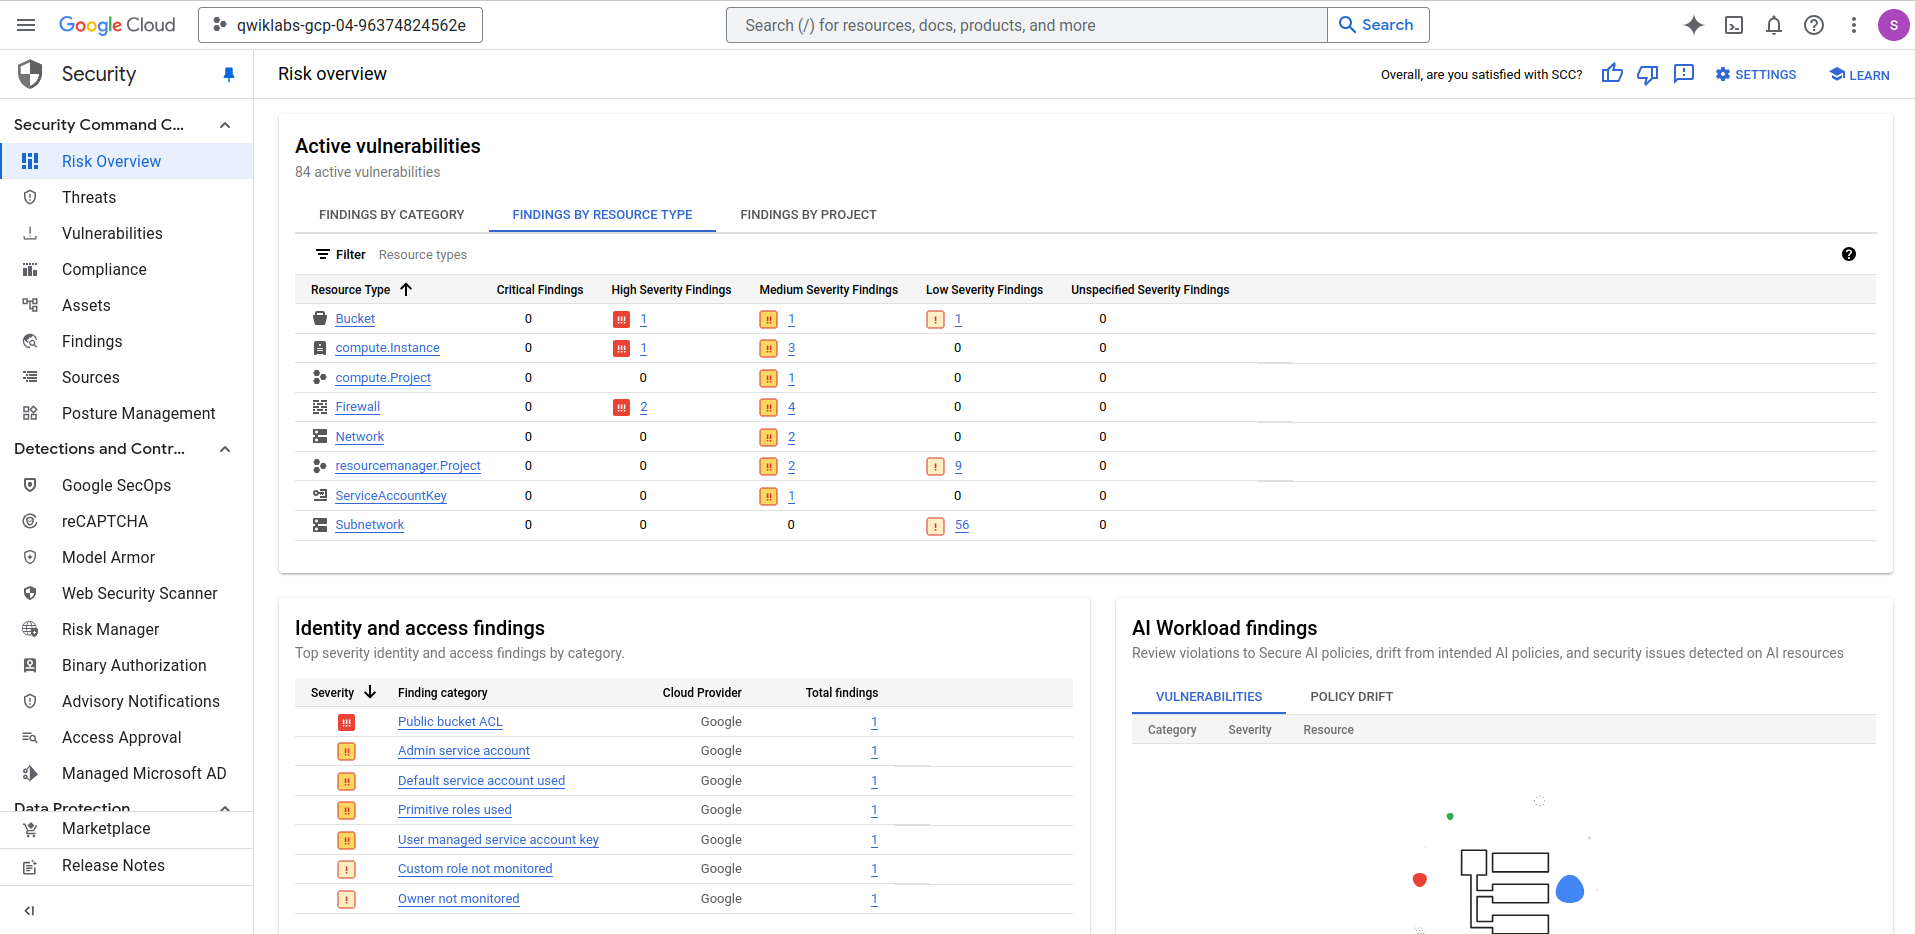 Google Cloud
qwiklabs-gcp-04-96374824562e
Search (/) for resources, docs, products, and more
Search
S
Security
Risk overview
Overall, are you satisfied with SCC?
SETTINGS
LEARN
Security Command C...
Risk Overview
Threats
Vulnerabilities
Compliance
Assets
Findings
Sources
Posture Management
Detections and Contr...
Google SecOps
reCAPTCHA
Model Armor
Web Security Scanner
Risk Manager
Binary Authorization
Advisory Notifications
Access Approval
Managed Microsoft AD
Data Protection
Marketplace
Release Notes
Active vulnerabilities
84 active vulnerabilities
FINDINGS BY CATEGORY FINDINGS BY RESOURCE TYPE FINDINGS BY PROJECT
Filter Resource types
Resource Type Critical Findings High Severity Findings Medium Severity Findings Low Severity Findings Unspecified Severity Findings
Bucket 0 1 1 1 0
compute.Instance 0 1 3 0 0
compute.Project 0 0 1 0 0
Firewall 0 2 4 0 0
Network 0 0 2 0 0
resourcemanager.Project 0 0 2 9 0
ServiceAccountKey 0 0 1 0 0
Subnetwork 0 0 0 56 0
Identity and access findings
Top severity identity and access findings by category.
Severity Finding category Cloud Provider Total findings
Public bucket ACL Google 1
Admin service account Google 1
Default service account used Google 1
Primitive roles used Google 1
User managed service account key Google 1
Custom role not monitored Google 1
Owner not monitored Google 1
AI Workload findings
Review violations to Secure AI policies, drift from intended AI policies, and security issues detected on AI resources
VULNERABILITIES POLICY DRIFT
Category Severity Resource